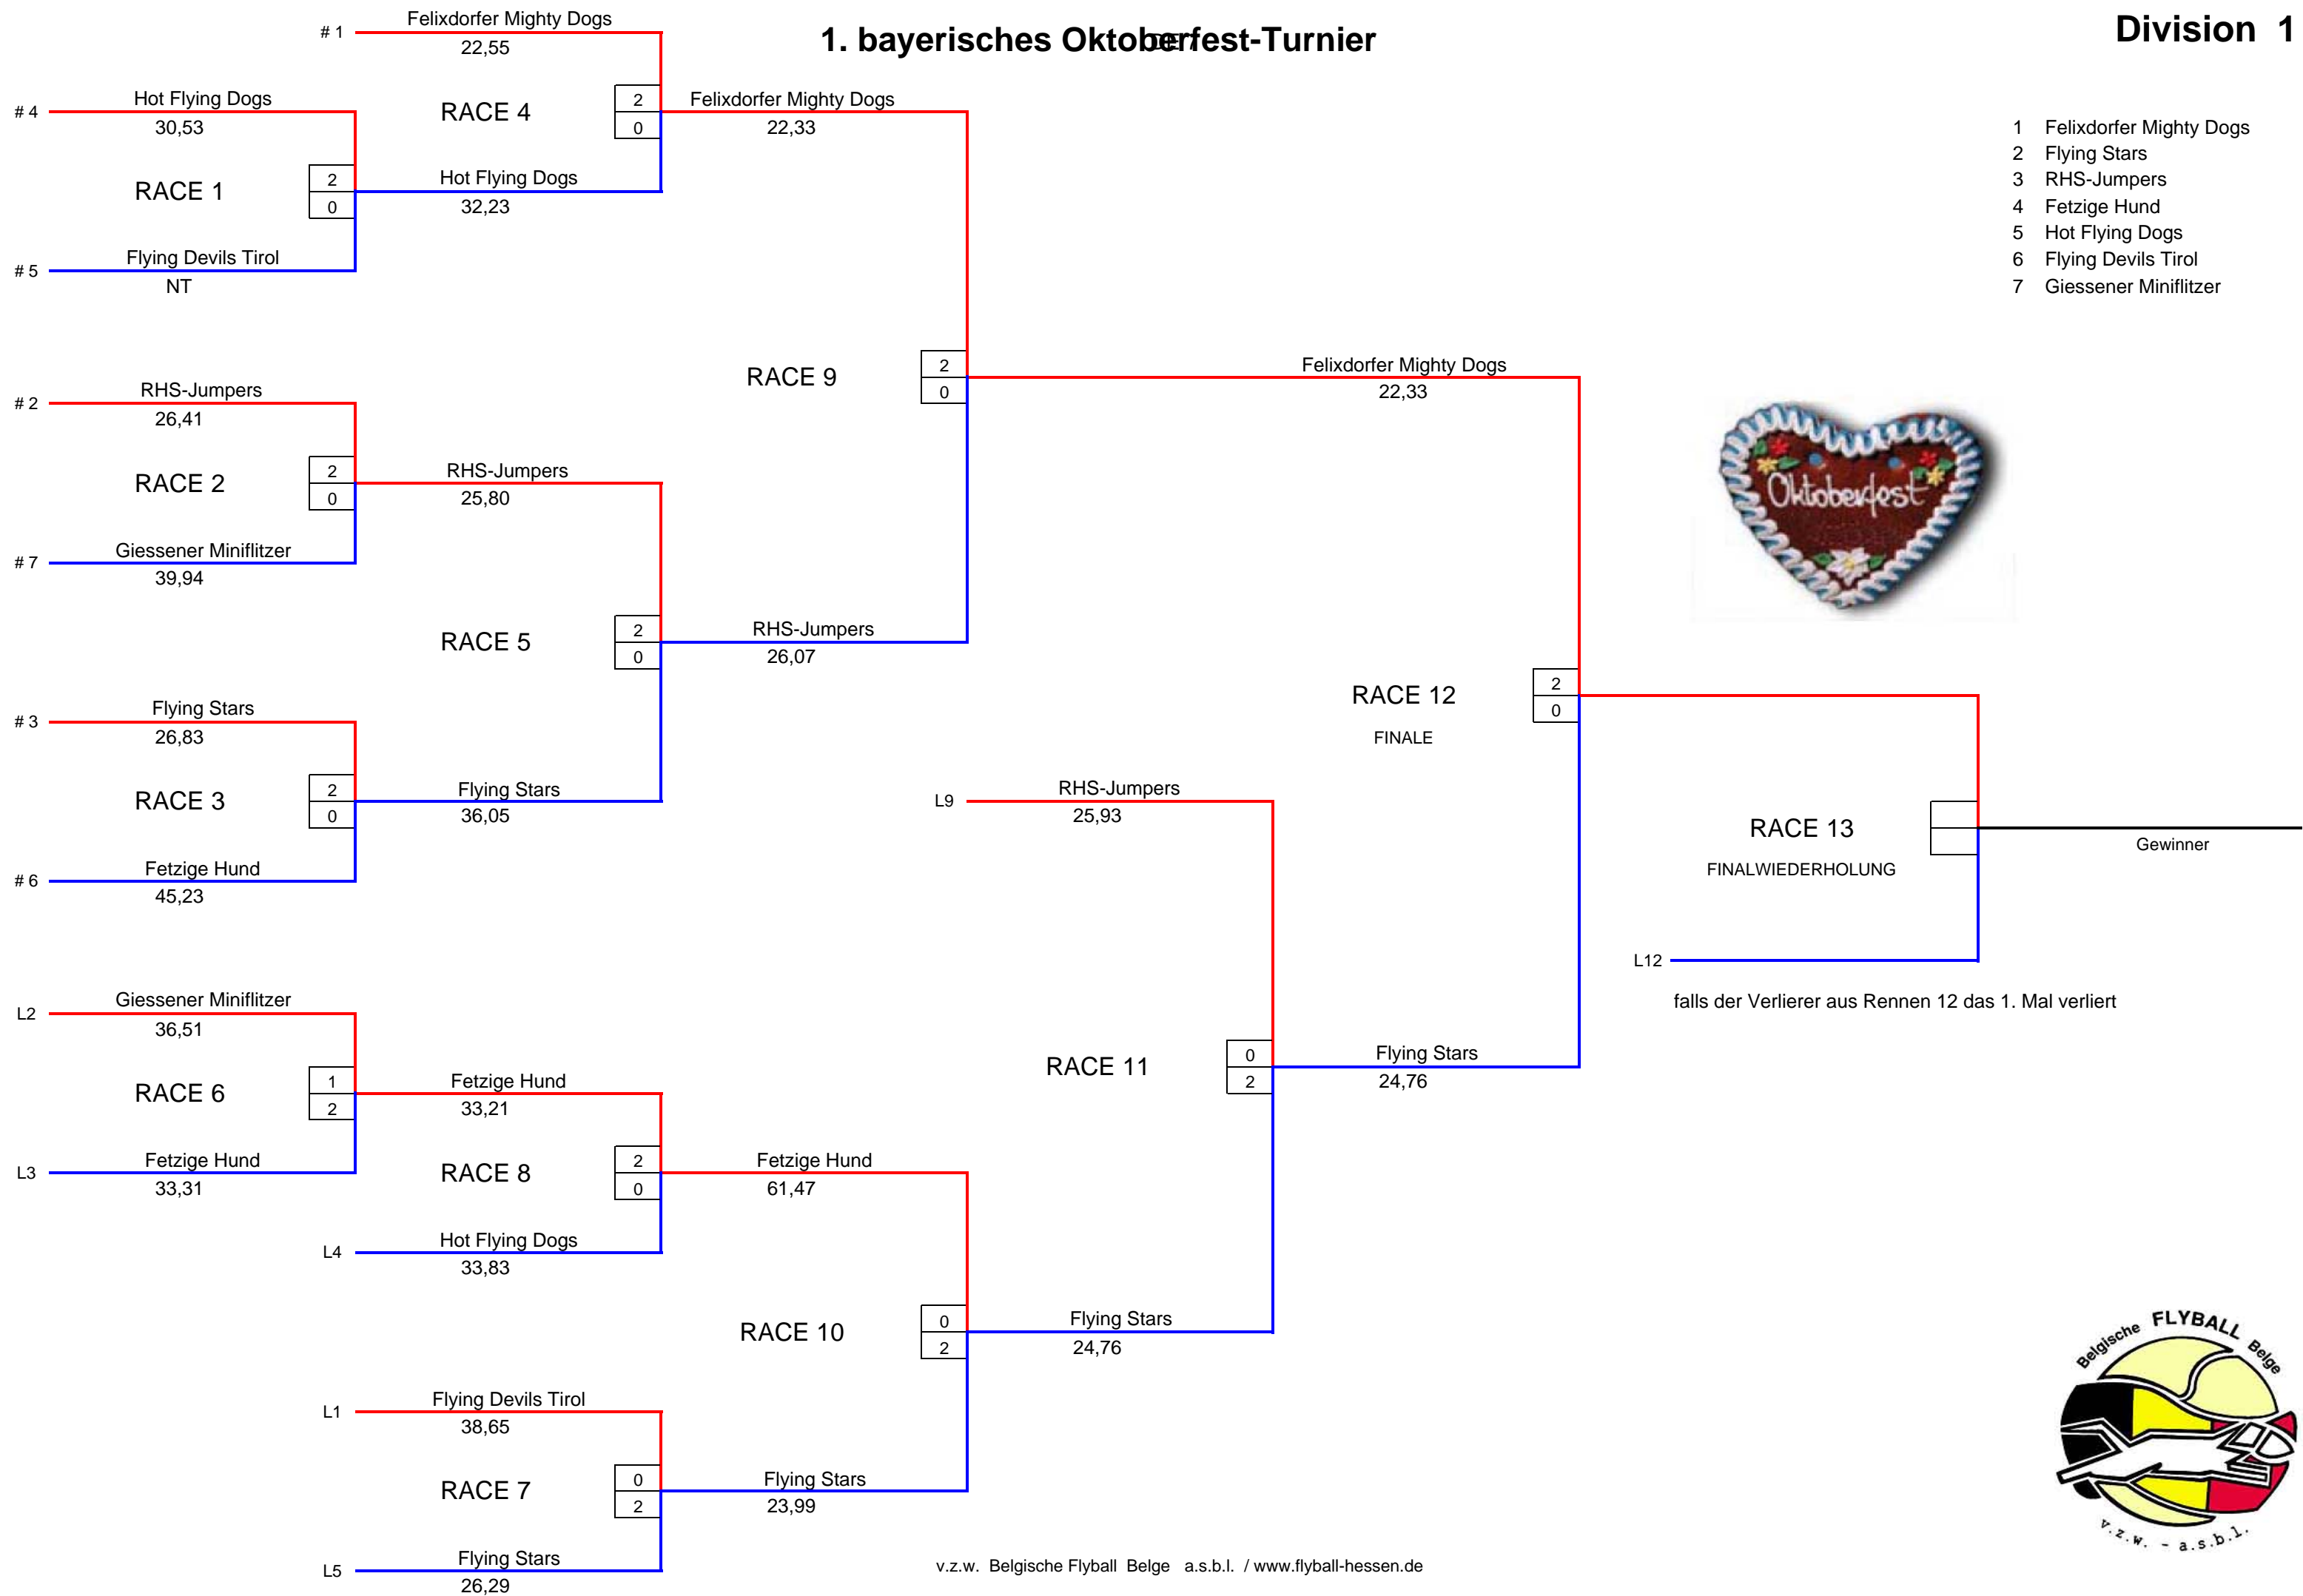 1. bayerisches Oktoberfest-Turnier
Division 1
# 1
Felixdorfer Mighty Dogs
22,55
# 4
Hot Flying Dogs
30,53
RACE 4
2
0
Felixdorfer Mighty Dogs
22,33
RACE 1
2
0
Hot Flying Dogs
32,23
# 5
Flying Devils Tirol
NT
1 Felixdorfer Mighty Dogs
2 Flying Stars
3 RHS-Jumpers
4 Fetzige Hund
5 Hot Flying Dogs
6 Flying Devils Tirol
7 Giessener Miniflitzer
RACE 9
2
0
Felixdorfer Mighty Dogs
22,33
# 2
RHS-Jumpers
26,41
RACE 2
2
0
RHS-Jumpers
25,80
# 7
Giessener Miniflitzer
39,94
Oktoberfest
RACE 5
2
0
RHS-Jumpers
26,07
# 3
Flying Stars
26,83
RACE 3
2
0
Flying Stars
36,05
# 6
Fetzige Hund
45,23
RACE 12
FINALE
2
0
L9
RHS-Jumpers
25,93
RACE 13
FINALWIEDERHOLUNG
Gewinner
L12
falls der Verlierer aus Rennen 12 das 1. Mal verliert
L2
Giessener Miniflitzer
36,51
RACE 6
1
2
Fetzige Hund
33,21
L3
Fetzige Hund
33,31
RACE 11
0
2
Flying Stars
24,76
RACE 8
2
0
Fetzige Hund
61,47
L4
Hot Flying Dogs
33,83
RACE 10
0
2
Flying Stars
24,76
L1
Flying Devils Tirol
38,65
RACE 7
0
2
Flying Stars
23,99
L5
Flying Stars
26,29
Belgische FLYBALL Belge
v.z.w. - a.s.b.l.
v.z.w. Belgische Flyball Belge a.s.b.l. / www.flyball-hessen.de